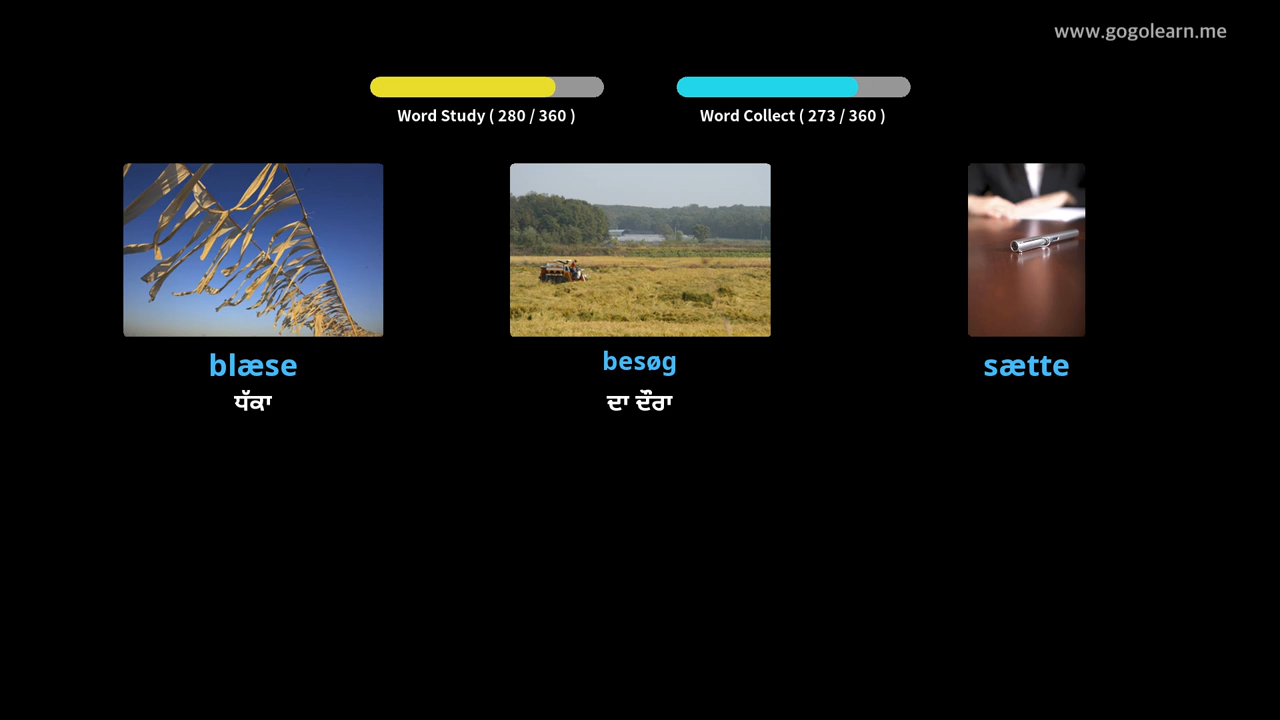 www.gogolearn.me
Word Study ( 280 / 360 )
Word Collect ( 273 / 360 )
blæse
besøg
sætte
ਧੱਕਾ
ਦਾ ਦੌਰਾ